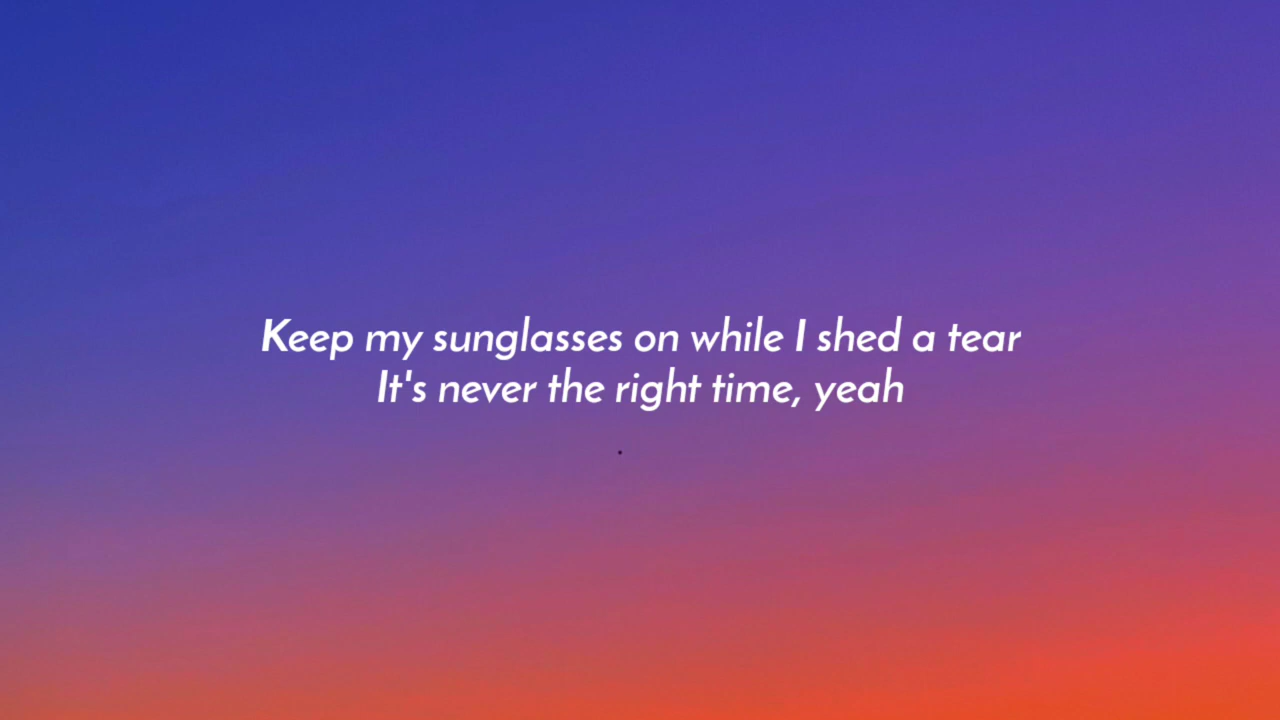 Keep my sunglasses on while I shed a tear
It's never the right time, yeah